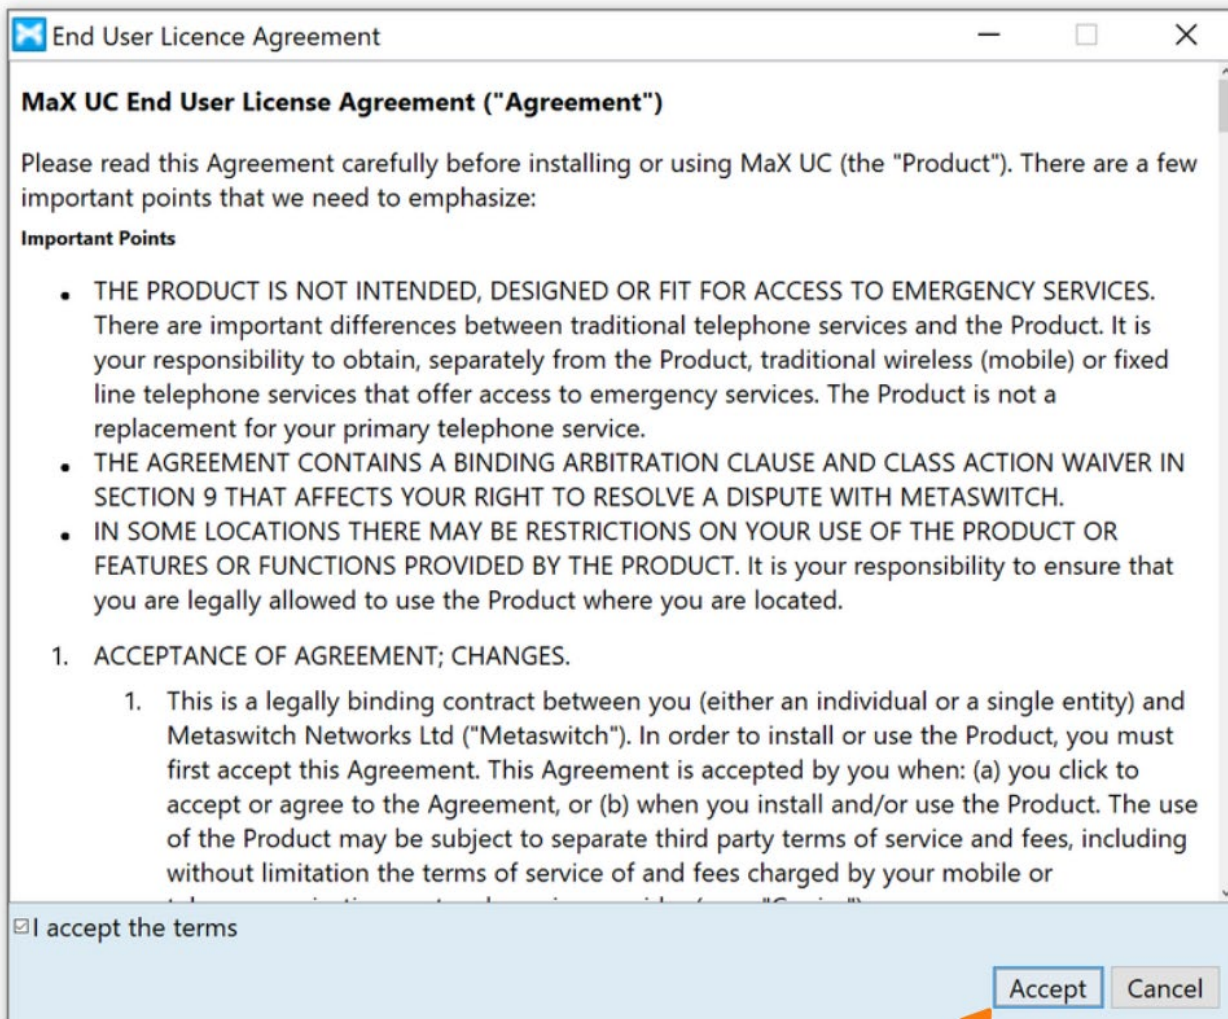 End User Licence Agreement
MaX UC End User License Agreement ("Agreement")
Please read this Agreement carefully before installing or using MaX UC (the "Product"). There are a few
important points that we need to emphasize:
Important Points
• THE PRODUCT IS NOT INTENDED, DESIGNED OR FIT FOR ACCESS TO EMERGENCY SERVICES.
There are important differences between traditional telephone services and the Product. It is
your responsibility to obtain, separately from the Product, traditional wireless (mobile) or fixed
line telephone services that offer access to emergency services. The Product is not a
replacement for your primary telephone service.
• THE AGREEMENT CONTAINS A BINDING ARBITRATION CLAUSE AND CLASS ACTION WAIVER IN
SECTION 9 THAT AFFECTS YOUR RIGHT TO RESOLVE A DISPUTE WITH METASWITCH.
• IN SOME LOCATIONS THERE MAY BE RESTRICTIONS ON YOUR USE OF THE PRODUCT OR
FEATURES OR FUNCTIONS PROVIDED BY THE PRODUCT. It is your responsibility to ensure that
you are legally allowed to use the Product where you are located.
1. ACCEPTANCE OF AGREEMENT; CHANGES.
1. This is a legally binding contract between you (either an individual or a single entity) and
Metaswitch Networks Ltd ("Metaswitch"). In order to install or use the Product, you must
first accept this Agreement. This Agreement is accepted by you when: (a) you click to
accept or agree to the Agreement, or (b) when you install and/or use the Product. The use
of the Product may be subject to separate third party terms of service and fees, including
without limitation the terms of service of and fees charged by your mobile or
I accept the terms
Accept Cancel